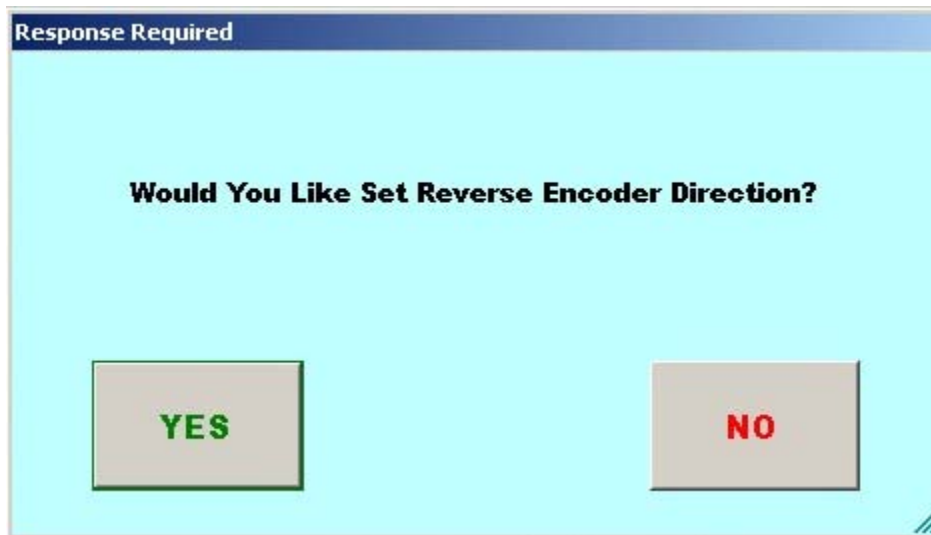 Response Required
Would You Like Set Reverse Encoder Direction?
YES
NO